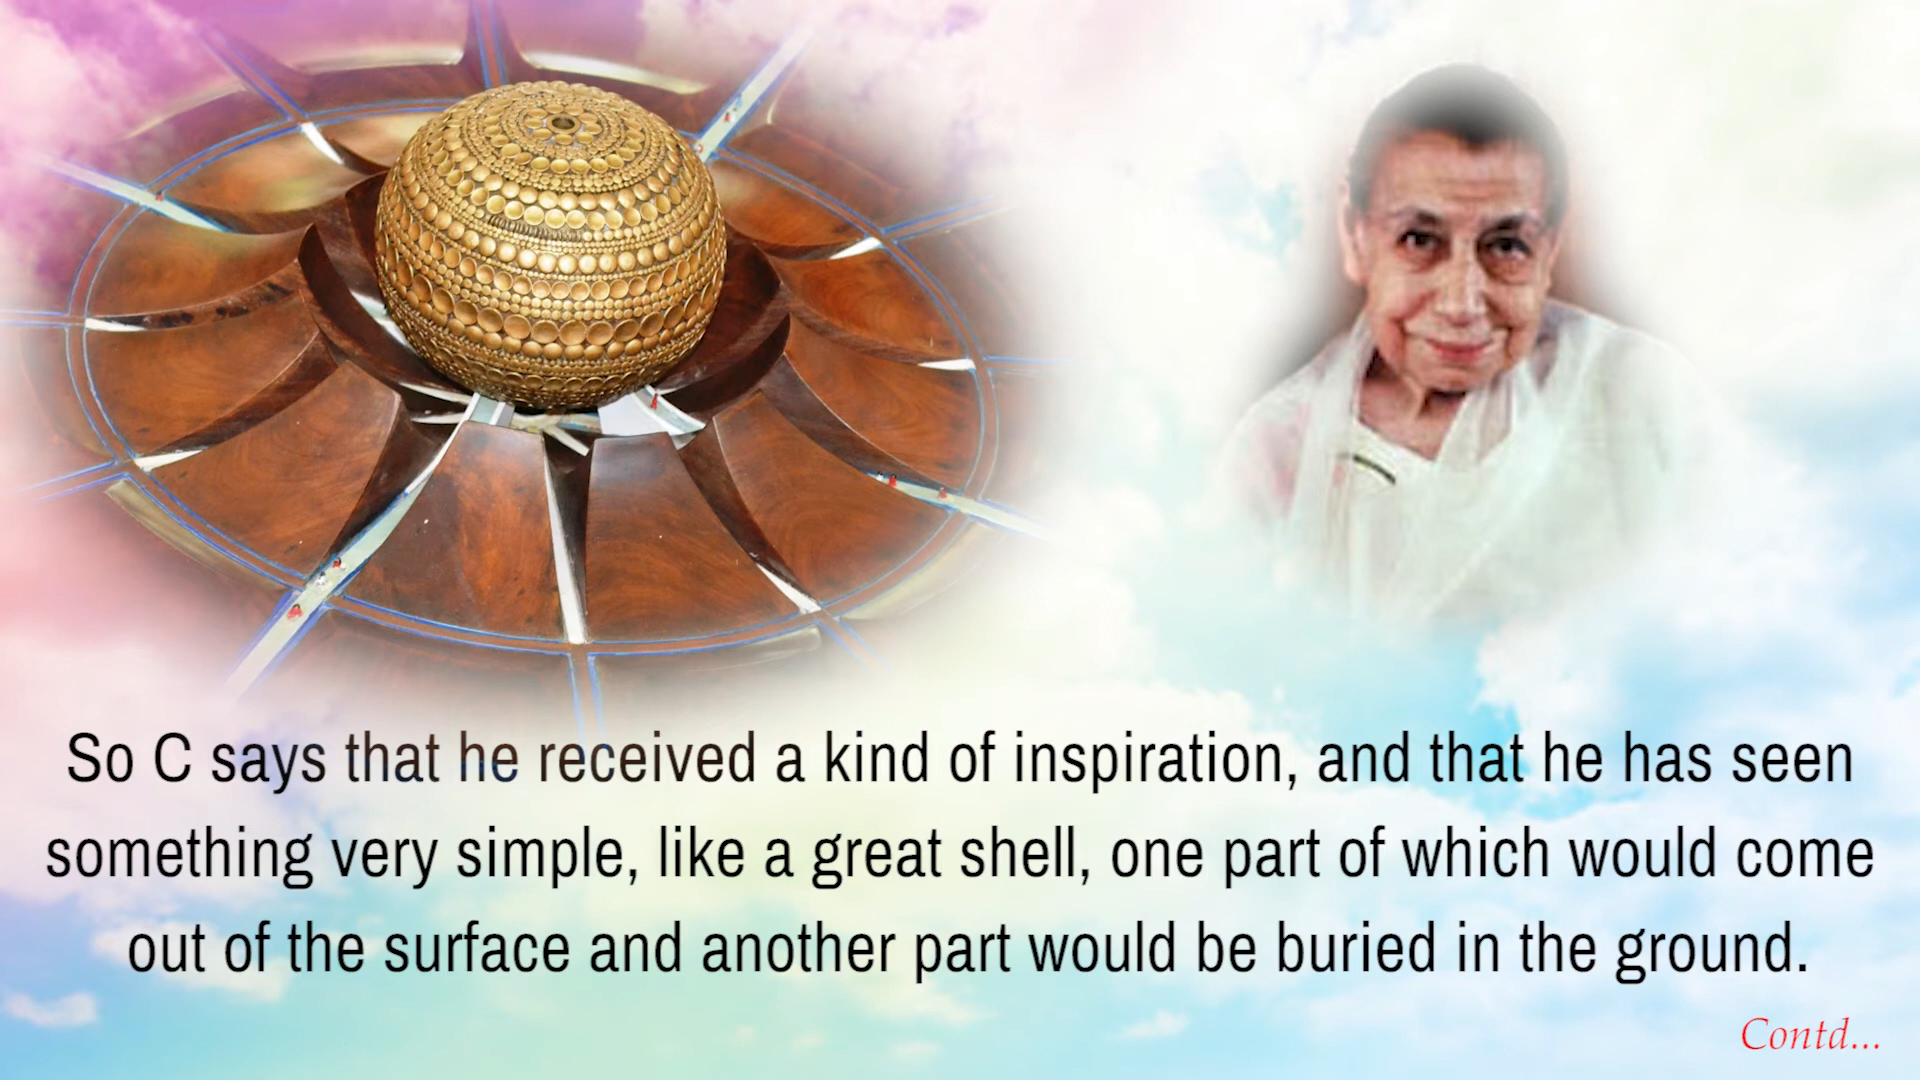 So C says that he received a kind of inspiration, and that he has seen
something very simple, like a great shell, one part of which would come
out of the surface and another part would be buried in the ground.
Contd...